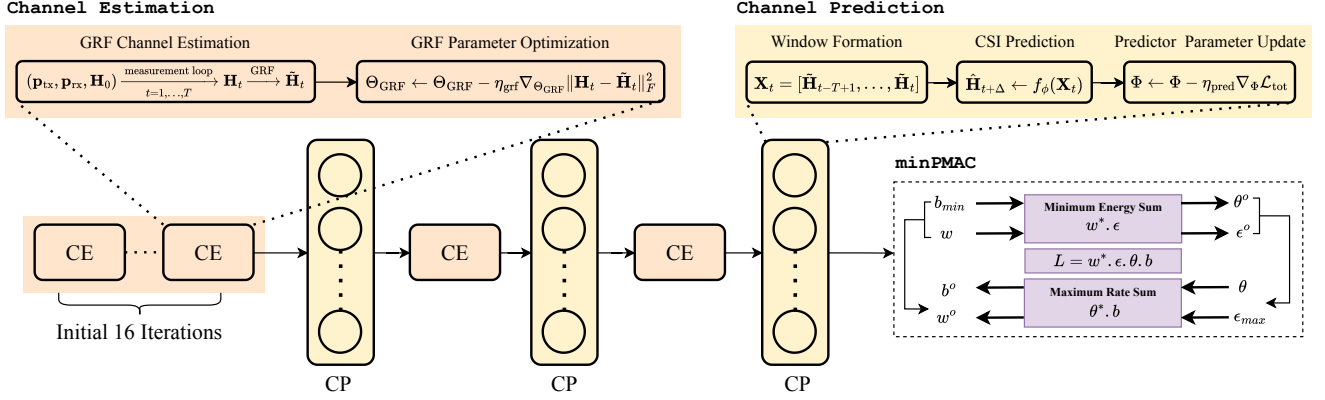 Channel Estimation
GRF Channel Estimation
GRF Parameter Optimization
(p_tx, p_rx, H_0) measurement loop t=1,...,T → H_t GRF → H̃_t
Θ_GRF ← Θ_GRF − η_grf ∇_Θ_GRF ‖H_t − H̃_t‖²_F
Channel Prediction
Window Formation
CSI Prediction
Predictor Parameter Update
X_t = [H̃_{t−T+1}, . . . , H̃_t]
Ĥ_{t+Δ} ← f_ϕ(X_t)
Φ ← Φ − η_pred ∇_Φ L_tot
CE
CE
Initial 16 Iterations
CP
CE
CP
CE
CP
minPMAC
b_min
w
Minimum Energy Sum
w*. ϵ
θ^o
ϵ^o
L = w*. ϵ. θ. b
b^o
w^o
Maximum Rate Sum
θ*. b
θ
ϵ_max